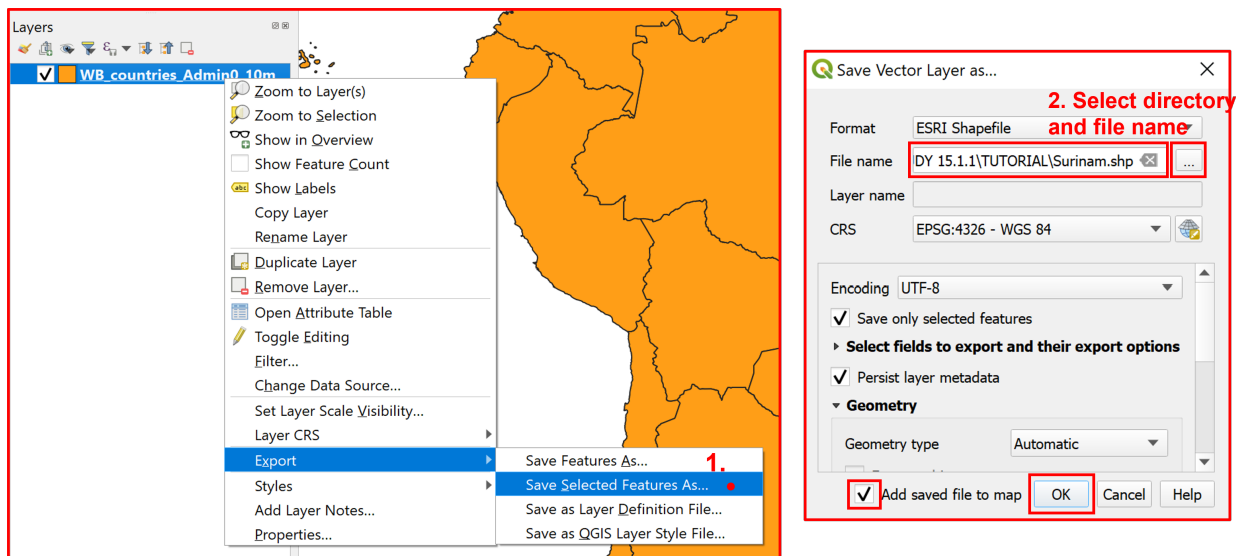 Layers
WB_countries_Admin0_10m
Zoom to Layer(s)
Zoom to Selection
Show in Overview
Show Feature Count
abc Show Labels
Copy Layer
Rename Layer
Duplicate Layer
Remove Layer...
Open Attribute Table
Toggle Editing
Filter...
Change Data Source...
Set Layer Scale Visibility...
Layer CRS
Export
Styles
Add Layer Notes...
Properties...
1.
Save Features As...
Save Selected Features As...
Save as Layer Definition File...
Save as QGIS Layer Style File...
Save Vector Layer as...
2. Select directory
and file name
Format ESRI Shapefile
File name DY 15.1.1\TUTORIAL\Surinam.shp ...
Layer name
CRS EPSG:4326 - WGS 84
Encoding UTF-8
Save only selected features
Select fields to export and their export options
Persist layer metadata
Geometry
Geometry type Automatic
Add saved file to map OK Cancel Help